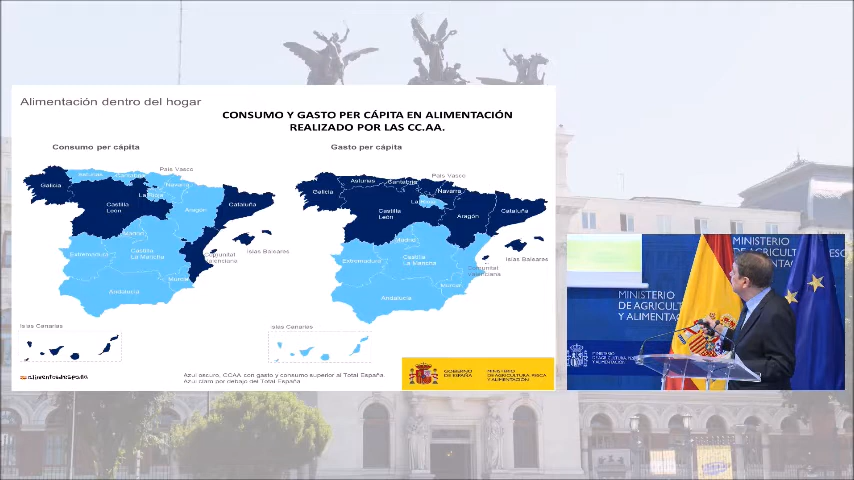 Alimentación dentro del hogar
CONSUMO Y GASTO PER CÁPITA EN ALIMENTACIÓN
REALIZADO POR LAS CC.AA.
Consumo per cápita
Gasto per cápita
País Vasco
Galicia
Asturias
Cantabria
Navarra
La Rioja
Castilla
León
Aragón
Cataluña
Madrid
Extremadura
Castilla
La Mancha
Comunitat
Valenciana
Islas Baleares
Murcia
Andalucía
Islas Canarias
País Vasco
Galicia
Asturias
Cantabria
Navarra
La Rioja
Castilla
León
Aragón
Cataluña
Madrid
Extremadura
Castilla
La Mancha
Comunitat
Valenciana
Islas Baleares
Murcia
Andalucía
Islas Canarias
Azul oscuro, CCAA con gasto y consumo superior al Total España.
Azul claro por debajo del Total España
GOBIERNO
DE ESPAÑA
MINISTERIO
DE AGRICULTURA, PESCA
Y ALIMENTACIÓN
MINISTERIO
DE AGRICULT
Y ALIMENTA
MINISTERIO
DE AGRICULTU